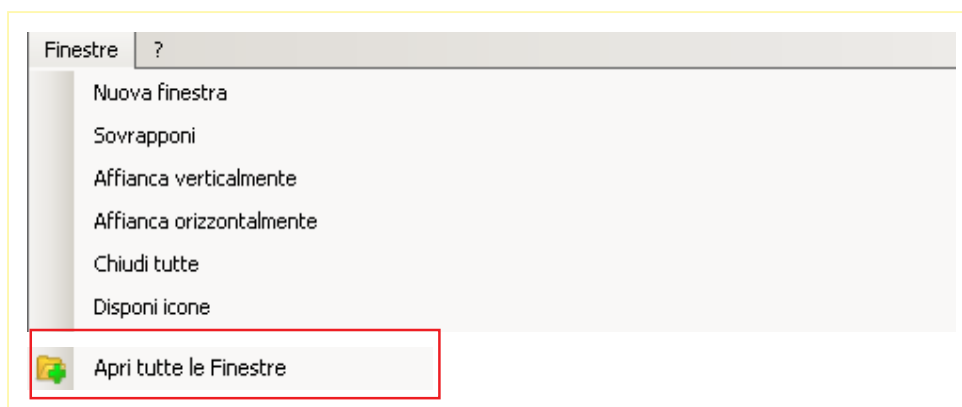 Finestre ?
Nuova finestra
Sovrapponi
Affianca verticalmente
Affianca orizzontalmente
Chiudi tutte
Disponi icone
Apri tutte le Finestre